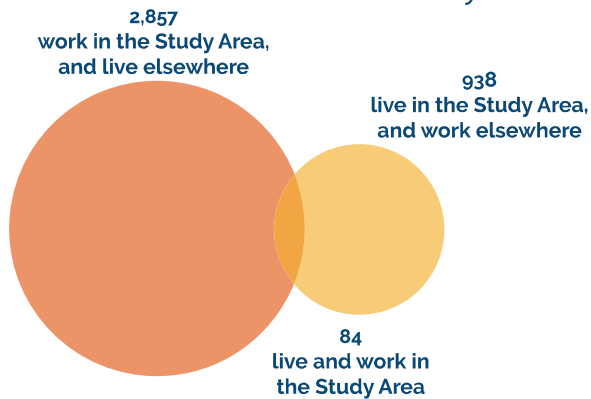 2,857
work in the Study Area,
and live elsewhere
938
live in the Study Area,
and work elsewhere
84
live and work in
the Study Area